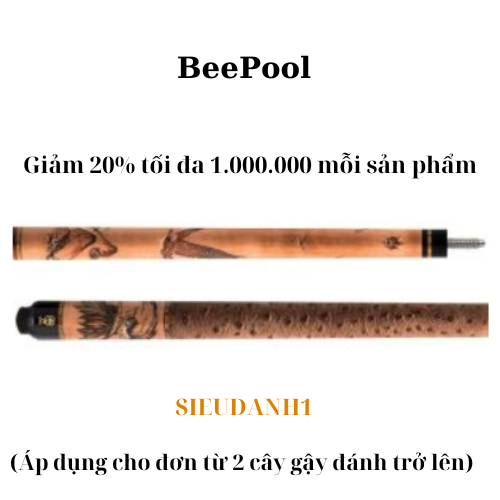 BeePool
Giảm 20% tối đa 1.000.000 mỗi sản phẩm
SIEUDANH1
(Áp dụng cho đơn từ 2 cây gậy đánh trở lên)